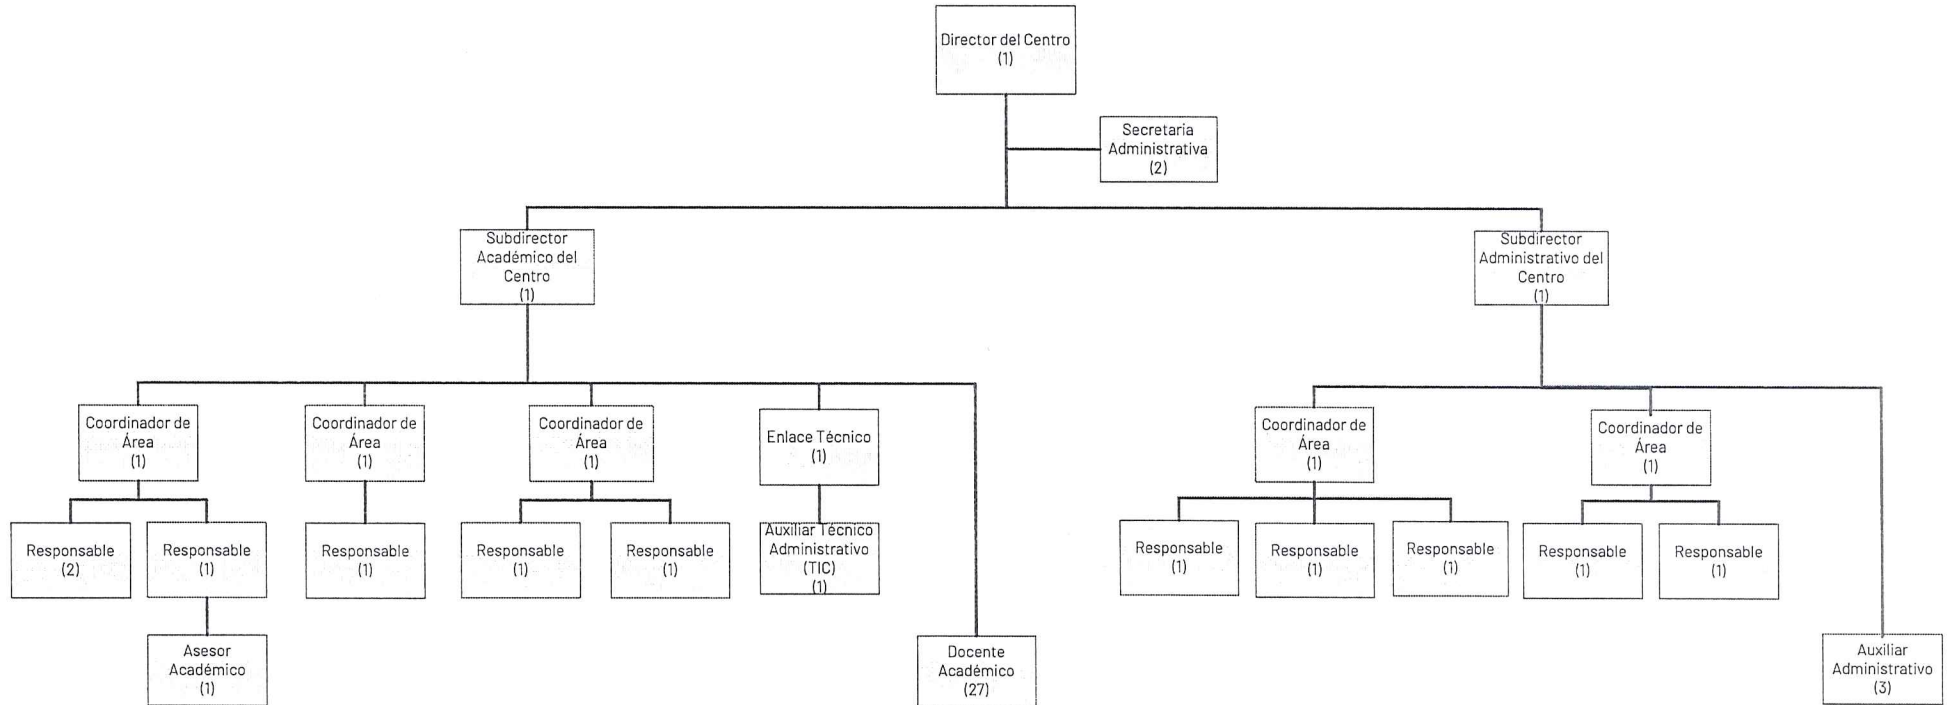 Director del Centro
(1)
Secretaria
Administrativa
(2)
Subdirector
Académico del
Centro
(1)
Subdirector
Administrativo del
Centro
(1)
Coordinador de
Área
(1)
Coordinador de
Área
(1)
Coordinador de
Área
(1)
Enlace Técnico
(1)
Coordinador de
Área
(1)
Coordinador de
Área
(1)
Responsable
(2)
Responsable
(1)
Responsable
(1)
Responsable
(1)
Responsable
(1)
Auxiliar Técnico
Administrativo
(TIC)
(1)
Responsable
(1)
Responsable
(1)
Responsable
(1)
Responsable
(1)
Responsable
(1)
Asesor
Académico
(1)
Docente
Académico
(27)
Auxiliar
Administrativo
(3)